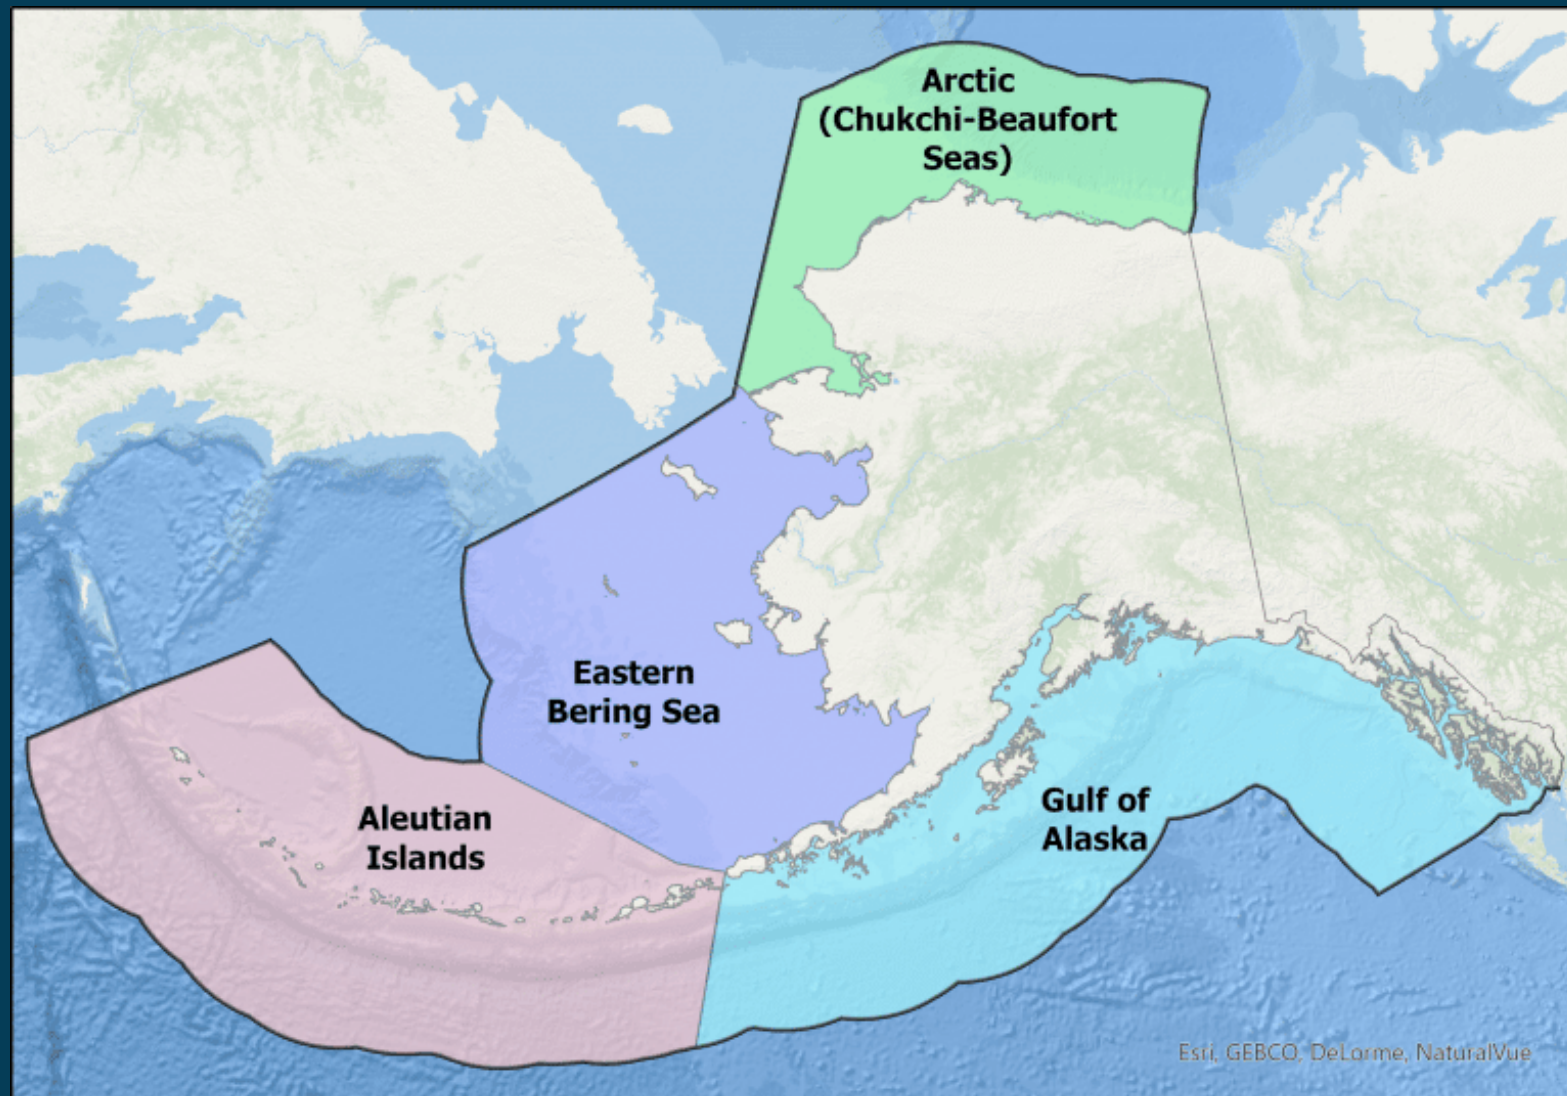 Arctic
(Chukchi-Beaufort
Seas)
Eastern
Bering Sea
Aleutian
Islands
Gulf of
Alaska
Esri, GEBCO, DeLorme, NaturalVue